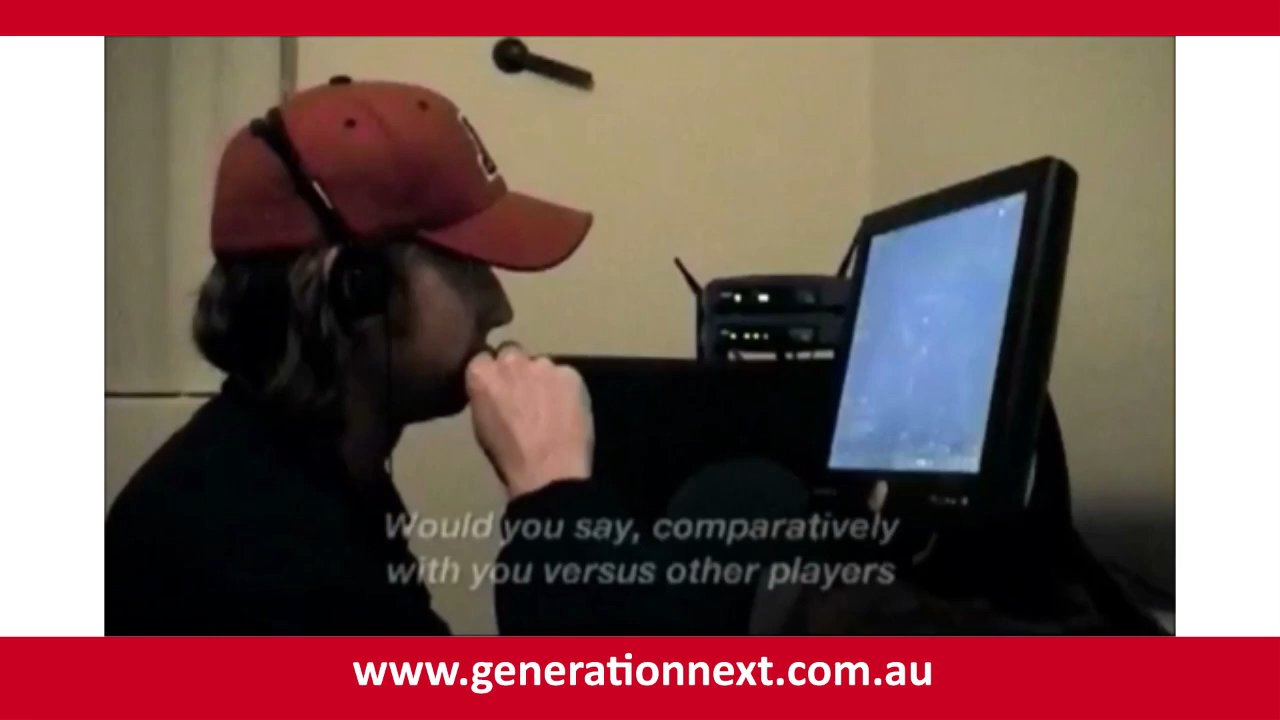 Would you say, comparatively
with you versus other players
www.generationnext.com.au